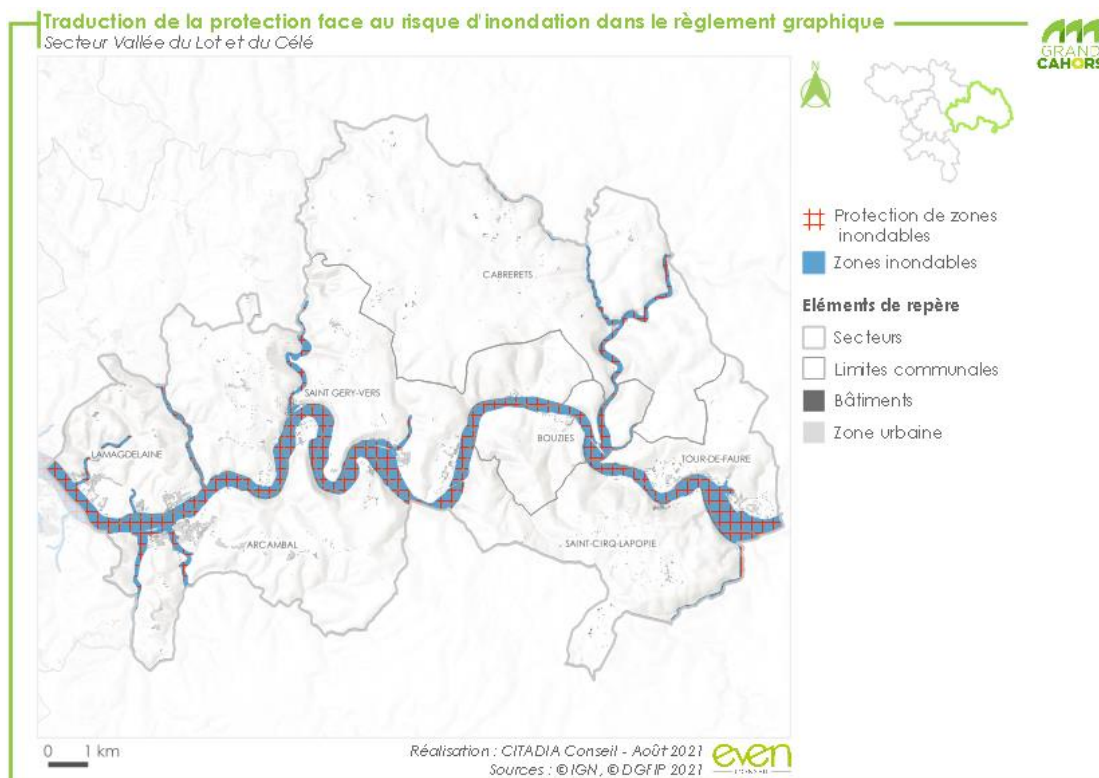 Traduction de la protection face au risque d'inondation dans le règlement graphique
Secteur Vallée du Lot et du Célé
GRAND
CAHORS
N
Protection de zones
inondables
Zones inondables
Eléments de repère
Secteurs
Limites communales
Bâtiments
Zone urbaine
CABRERETS
SAINT GERY-VERS
LAMAGDELAINE
BOUZIES
TOUR-DE-FAURE
ARCAMBAL
SAINT-CIRQ-LAPOPIE
0 1 km
Réalisation : CITADIA Conseil - Août 2021
Sources : © IGN, © DGFIP 2021
even
CONSEIL